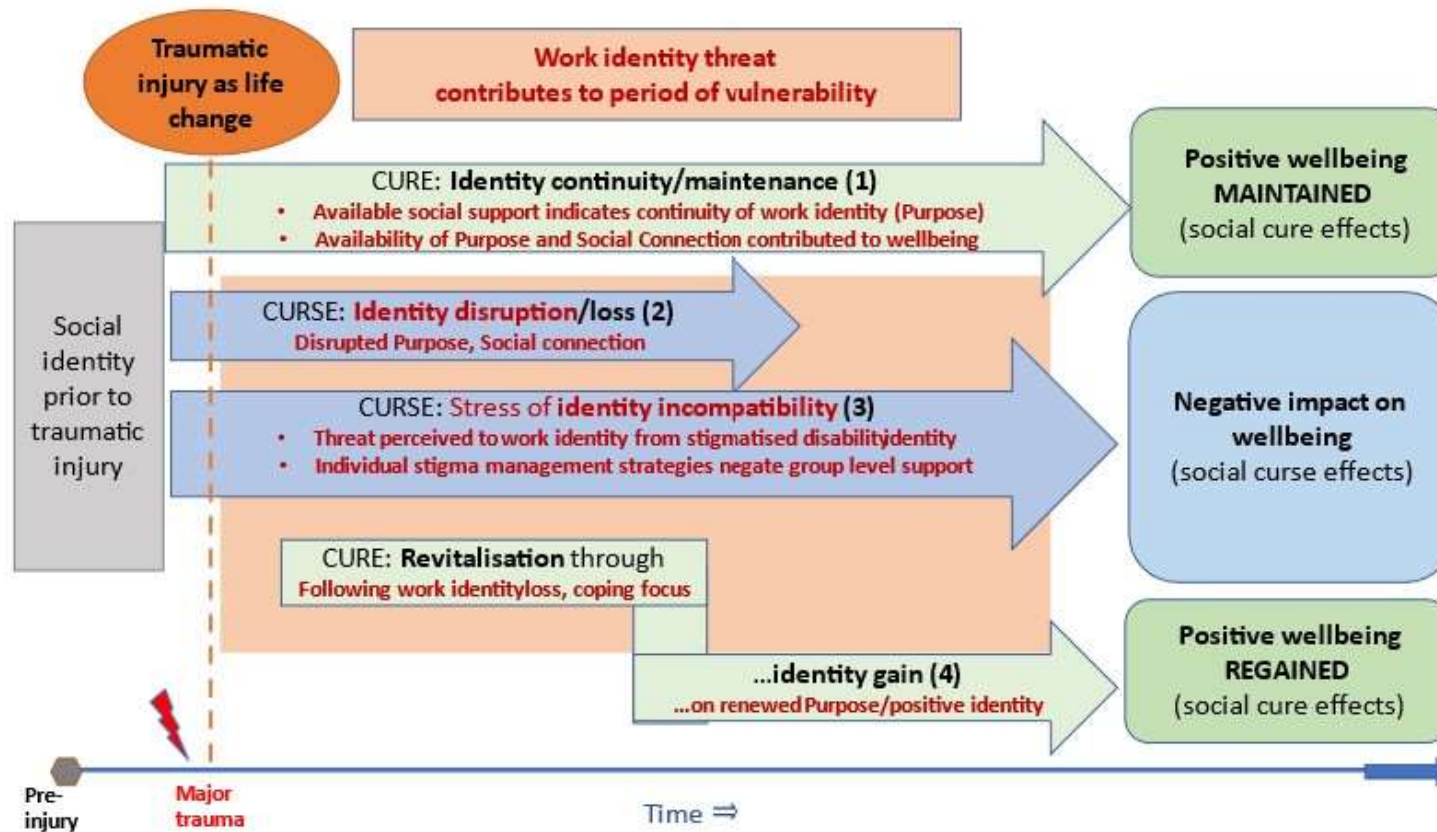 Traumatic
injury as life
change
Work identity threat
contributes to period of vulnerability
CURE: Identity continuity/maintenance (1)
• Available social support indicates continuity of work identity (Purpose)
• Availability of Purpose and Social Connection contributed to wellbeing
Positive wellbeing
MAINTAINED
(social cure effects)
Social
identity
prior to
traumatic
injury
CURSE: Identity disruption/loss (2)
Disrupted Purpose, Social connection
CURSE: Stress of identity incompatibility (3)
• Threat perceived to work identity from stigmatised disabilityidentity
• Individual stigma management strategies negate group level support
Negative impact on
wellbeing
(social curse effects)
CURE: Revitalisation through
Following work identityloss, coping focus
...identity gain (4)
...on renewed Purpose/positive identity
Positive wellbeing
REGAINED
(social cure effects)
Pre-
injury
Major
trauma
Time ⇒